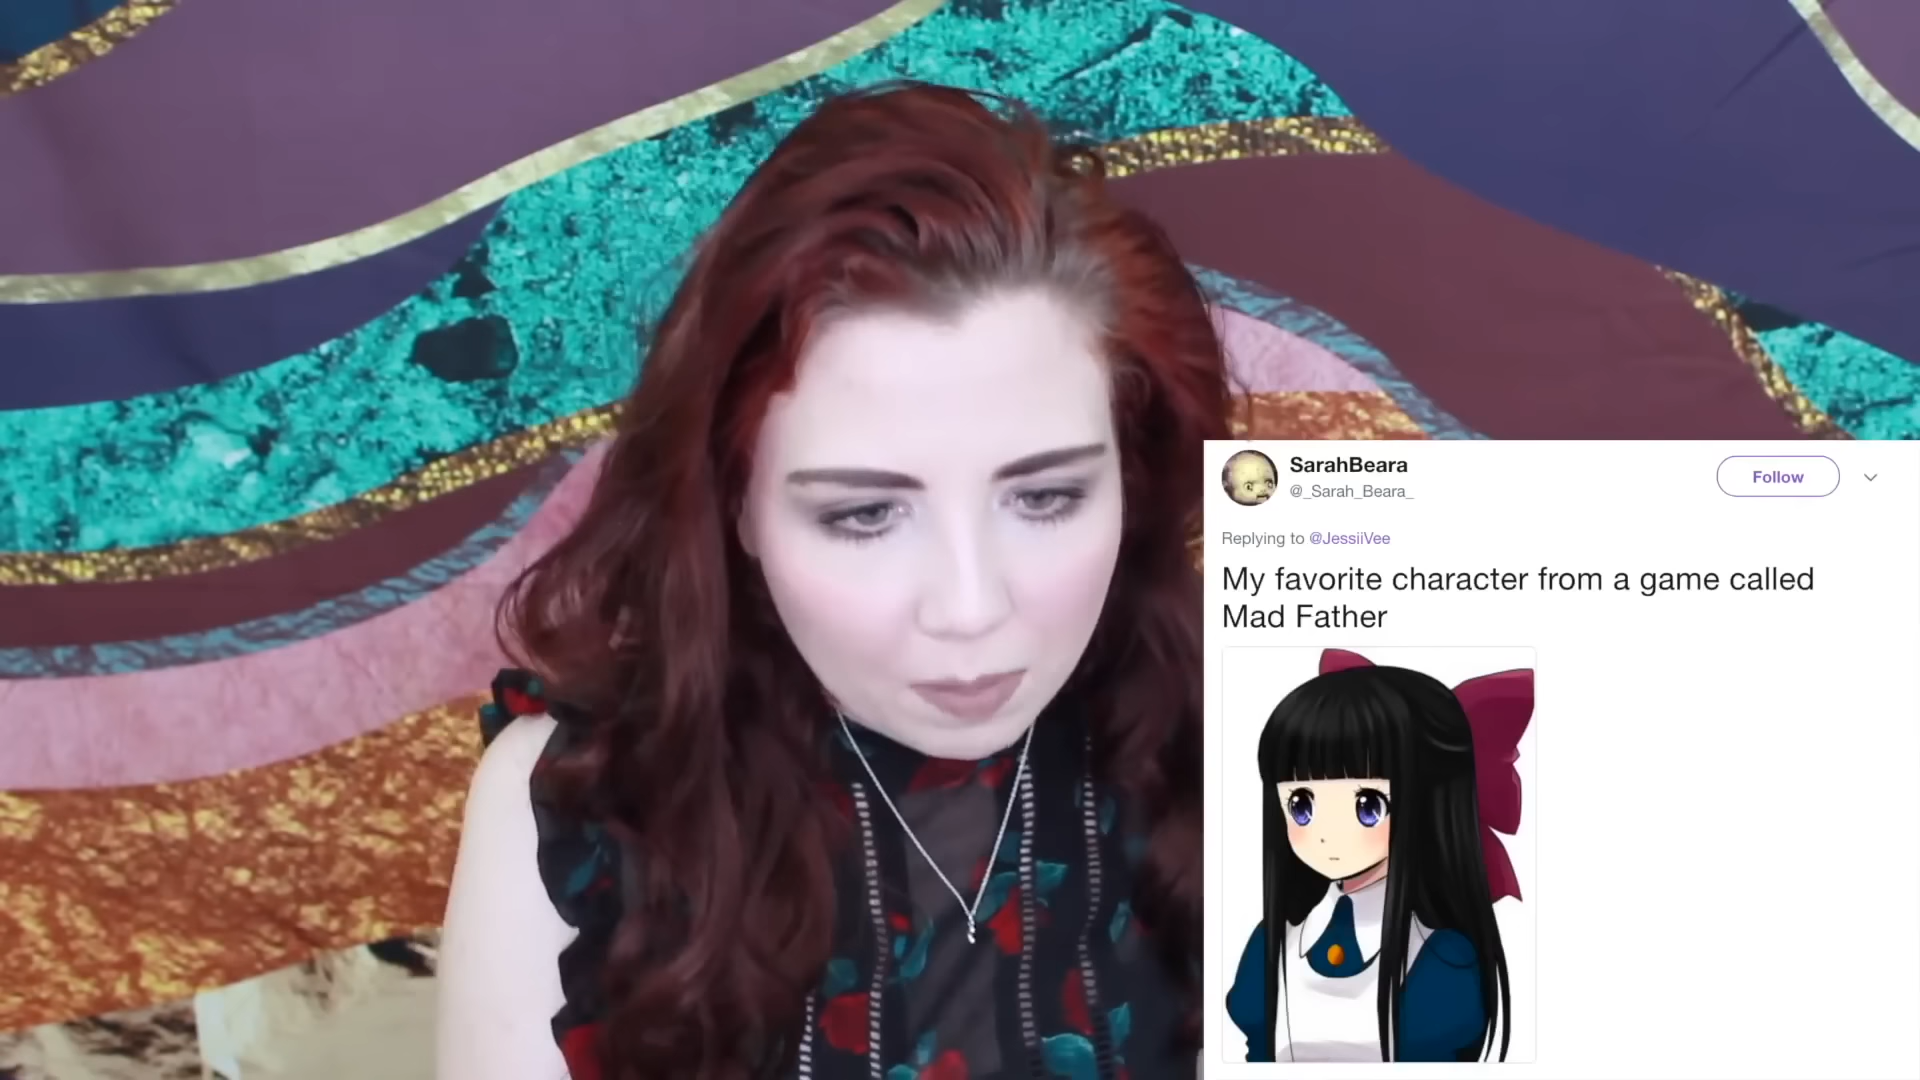 SarahBeara
@_Sarah_Beara_
Follow
Replying to @JessiiVee
My favorite character from a game called
Mad Father